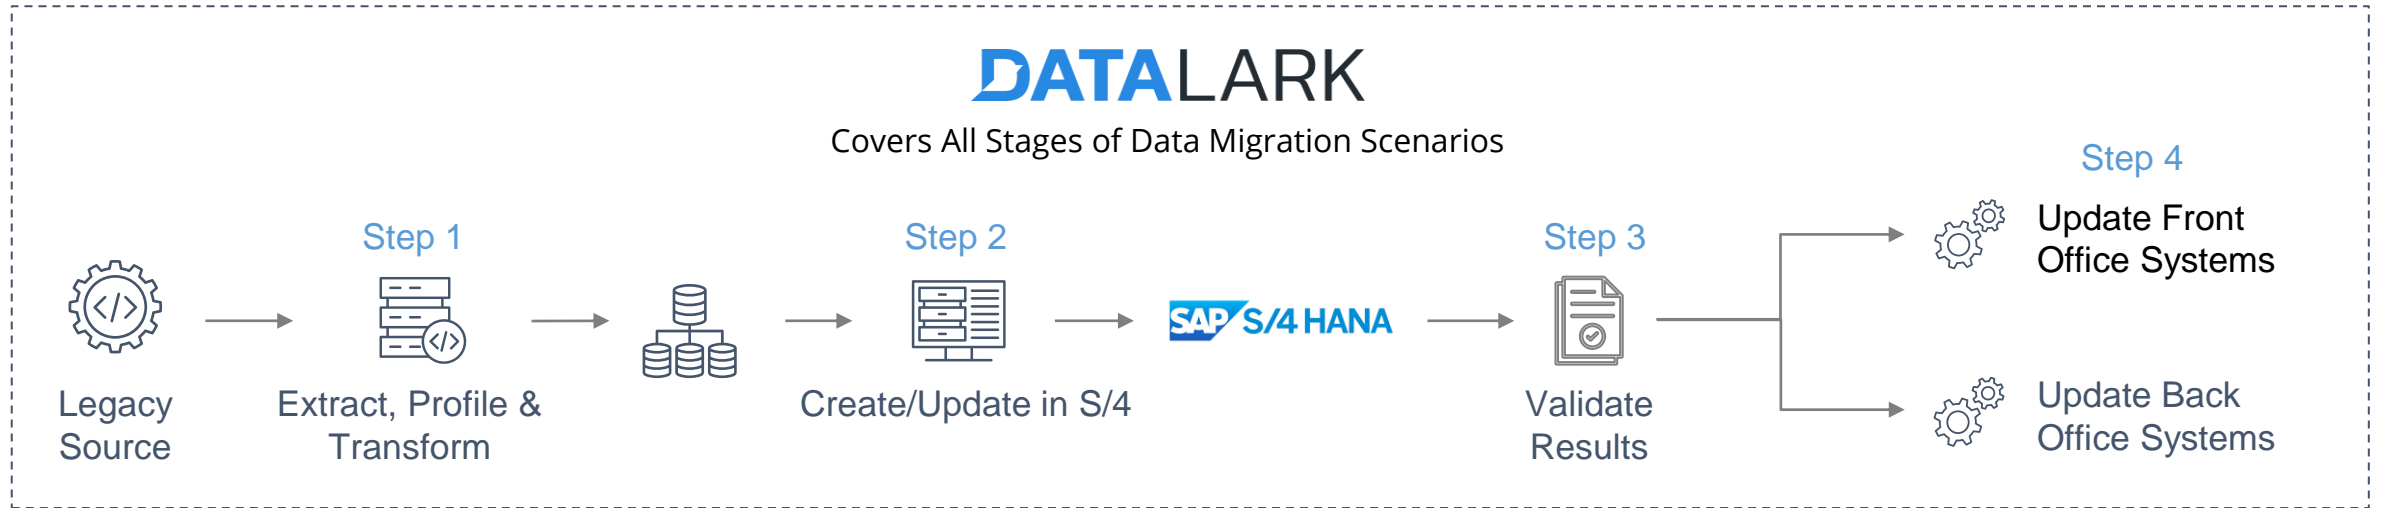 DATALARK
Covers All Stages of Data Migration Scenarios
Legacy
Source
Step 1
Extract, Profile &
Transform
Step 2
Create/Update in S/4
SAP S/4 HANA
Step 3
Validate
Results
Step 4
Update Front
Office Systems
Update Back
Office Systems